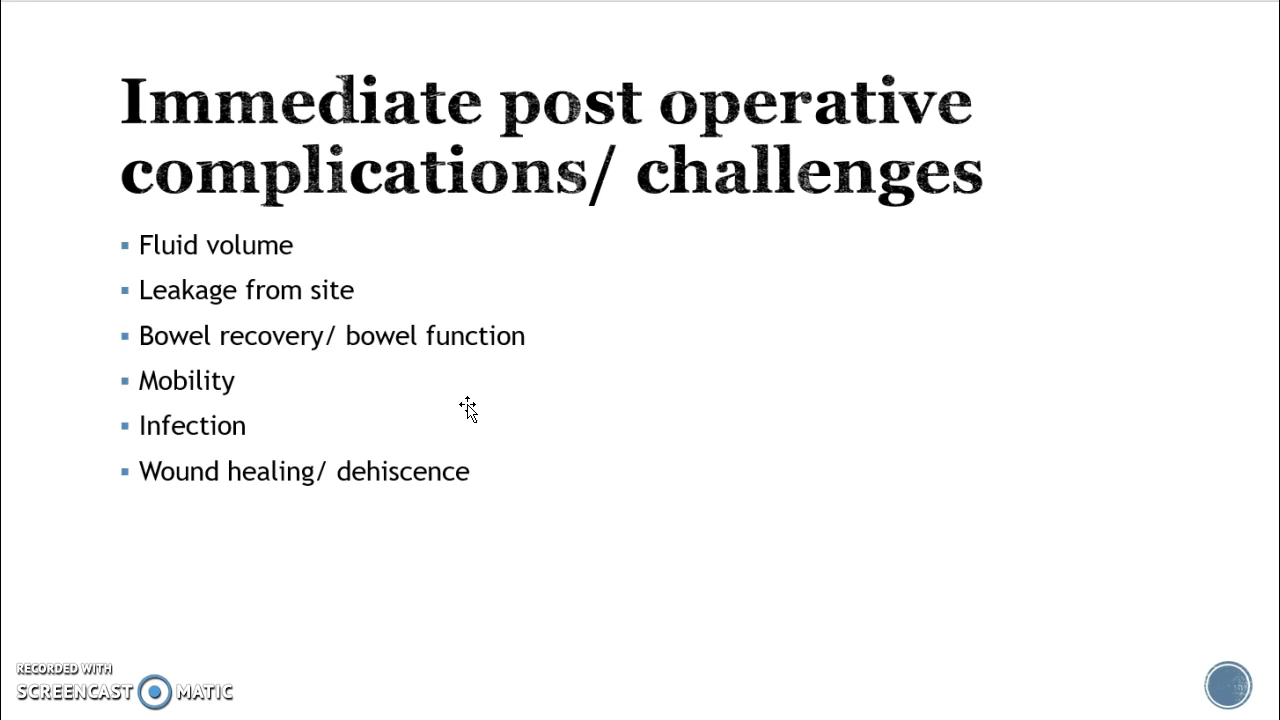 Immediate post operative
complications/ challenges
Fluid volume
Leakage from site
Bowel recovery/ bowel function
Mobility
Infection
Wound healing/ dehiscence
RECORDED WITH
SCREENCAST MATIC